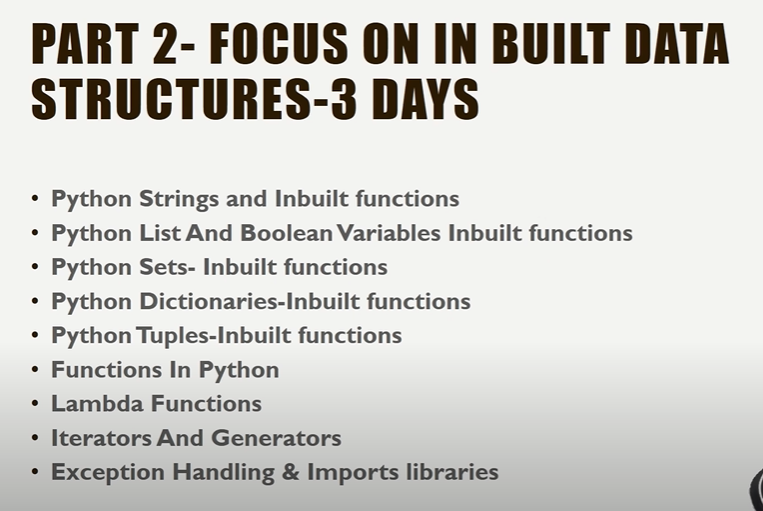 PART 2- FOCUS ON IN BUILT DATA
STRUCTURES-3 DAYS
• Python Strings and Inbuilt functions
• Python List And Boolean Variables Inbuilt functions
• Python Sets- Inbuilt functions
• Python Dictionaries-Inbuilt functions
• Python Tuples-Inbuilt functions
• Functions In Python
• Lambda Functions
• Iterators And Generators
• Exception Handling & Imports libraries